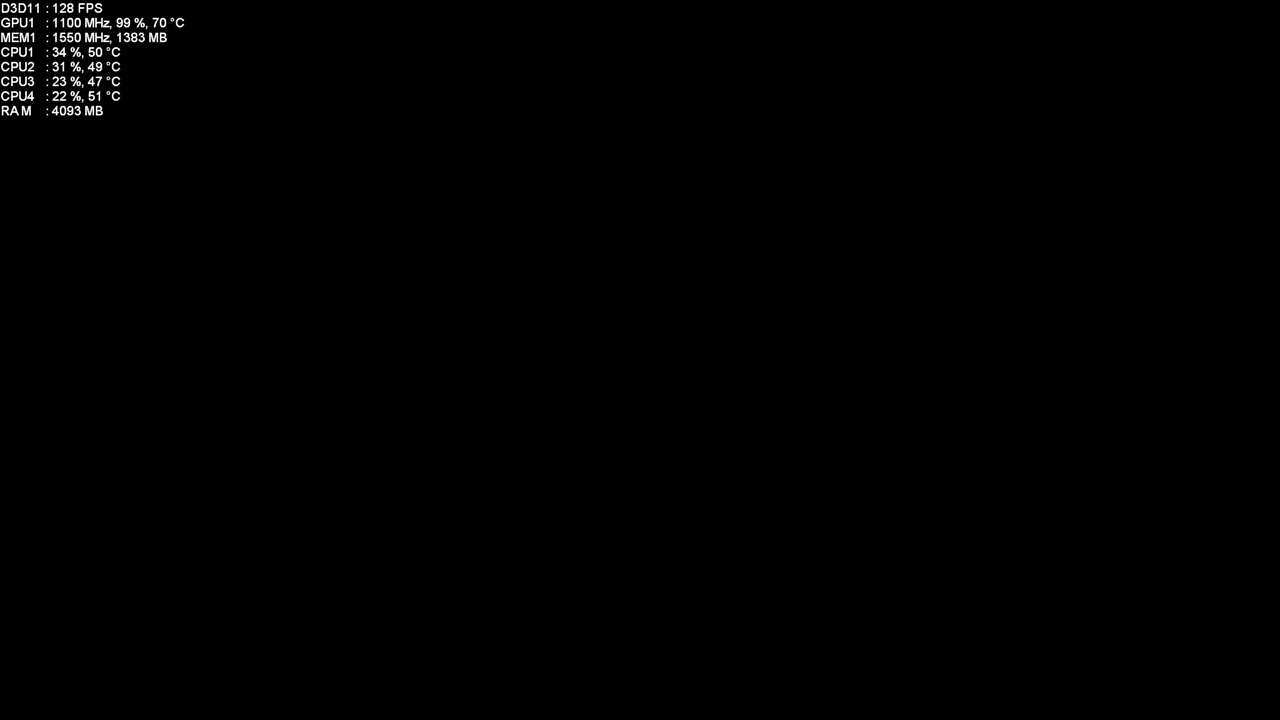 D3D11 : 128 FPS
GPU1 : 1100 MHz, 99 %, 70 °C
MEM1 : 1550 MHz, 1383 MB
CPU1 : 34 %, 50 °C
CPU2 : 31 %, 49 °C
CPU3 : 23 %, 47 °C
CPU4 : 22 %, 51 °C
RAM : 4093 MB